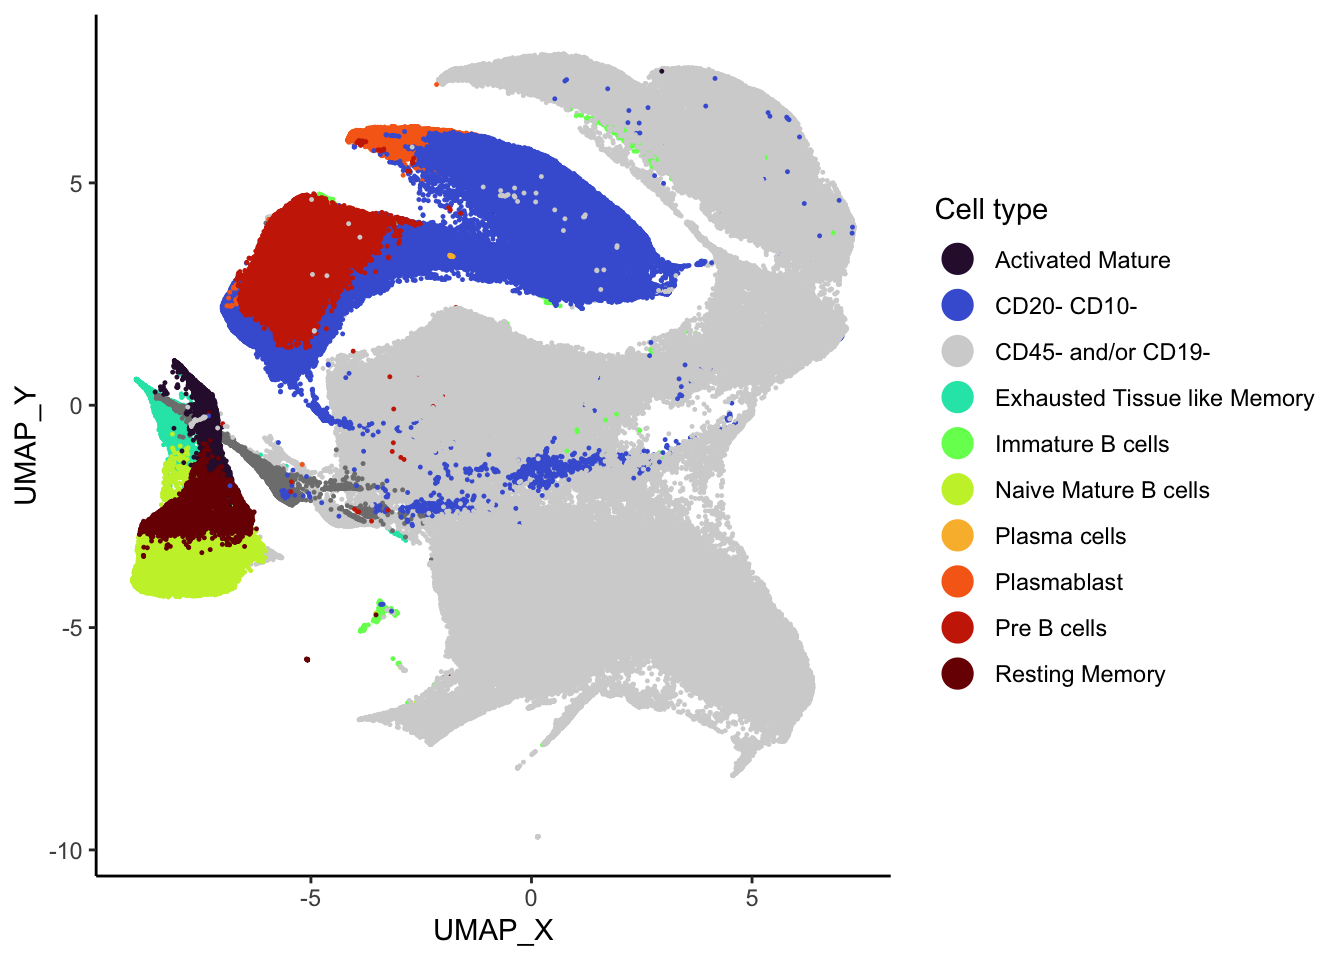 5
0
-5
-10
UMAP_Y
-5
0
5
UMAP_X
Cell type
Activated Mature
CD20- CD10-
CD45- and/or CD19-
Exhausted Tissue like Memory
Immature B cells
Naive Mature B cells
Plasma cells
Plasmablast
Pre B cells
Resting Memory